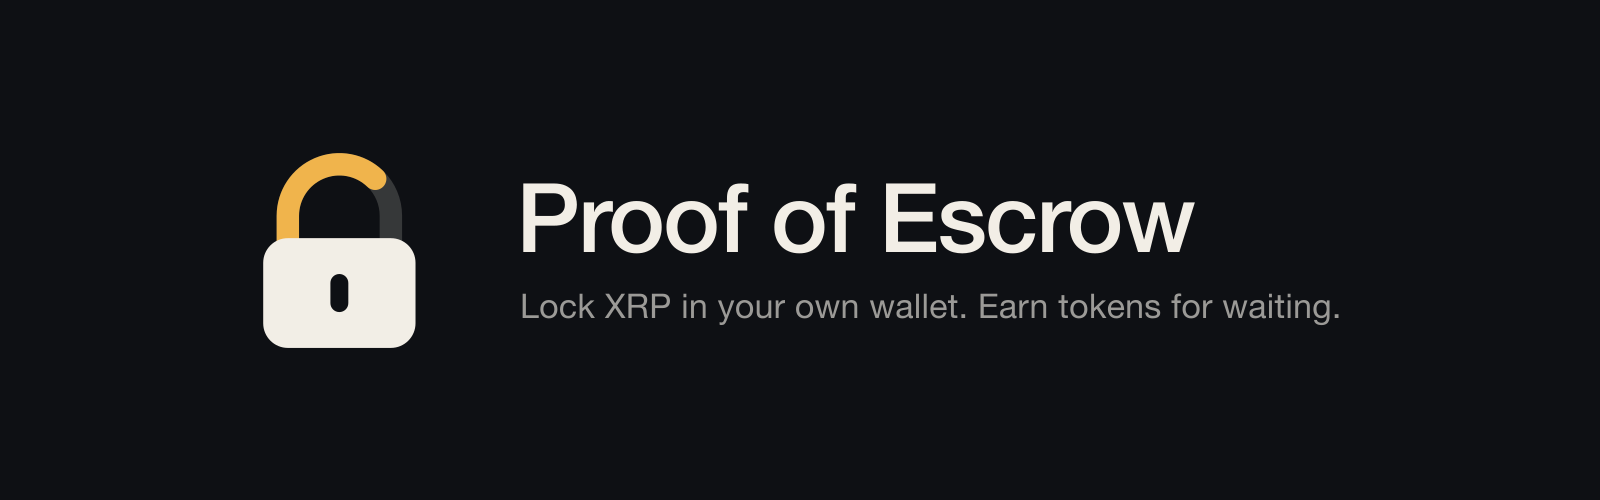 Proof of Escrow
Lock XRP in your own wallet. Earn tokens for waiting.